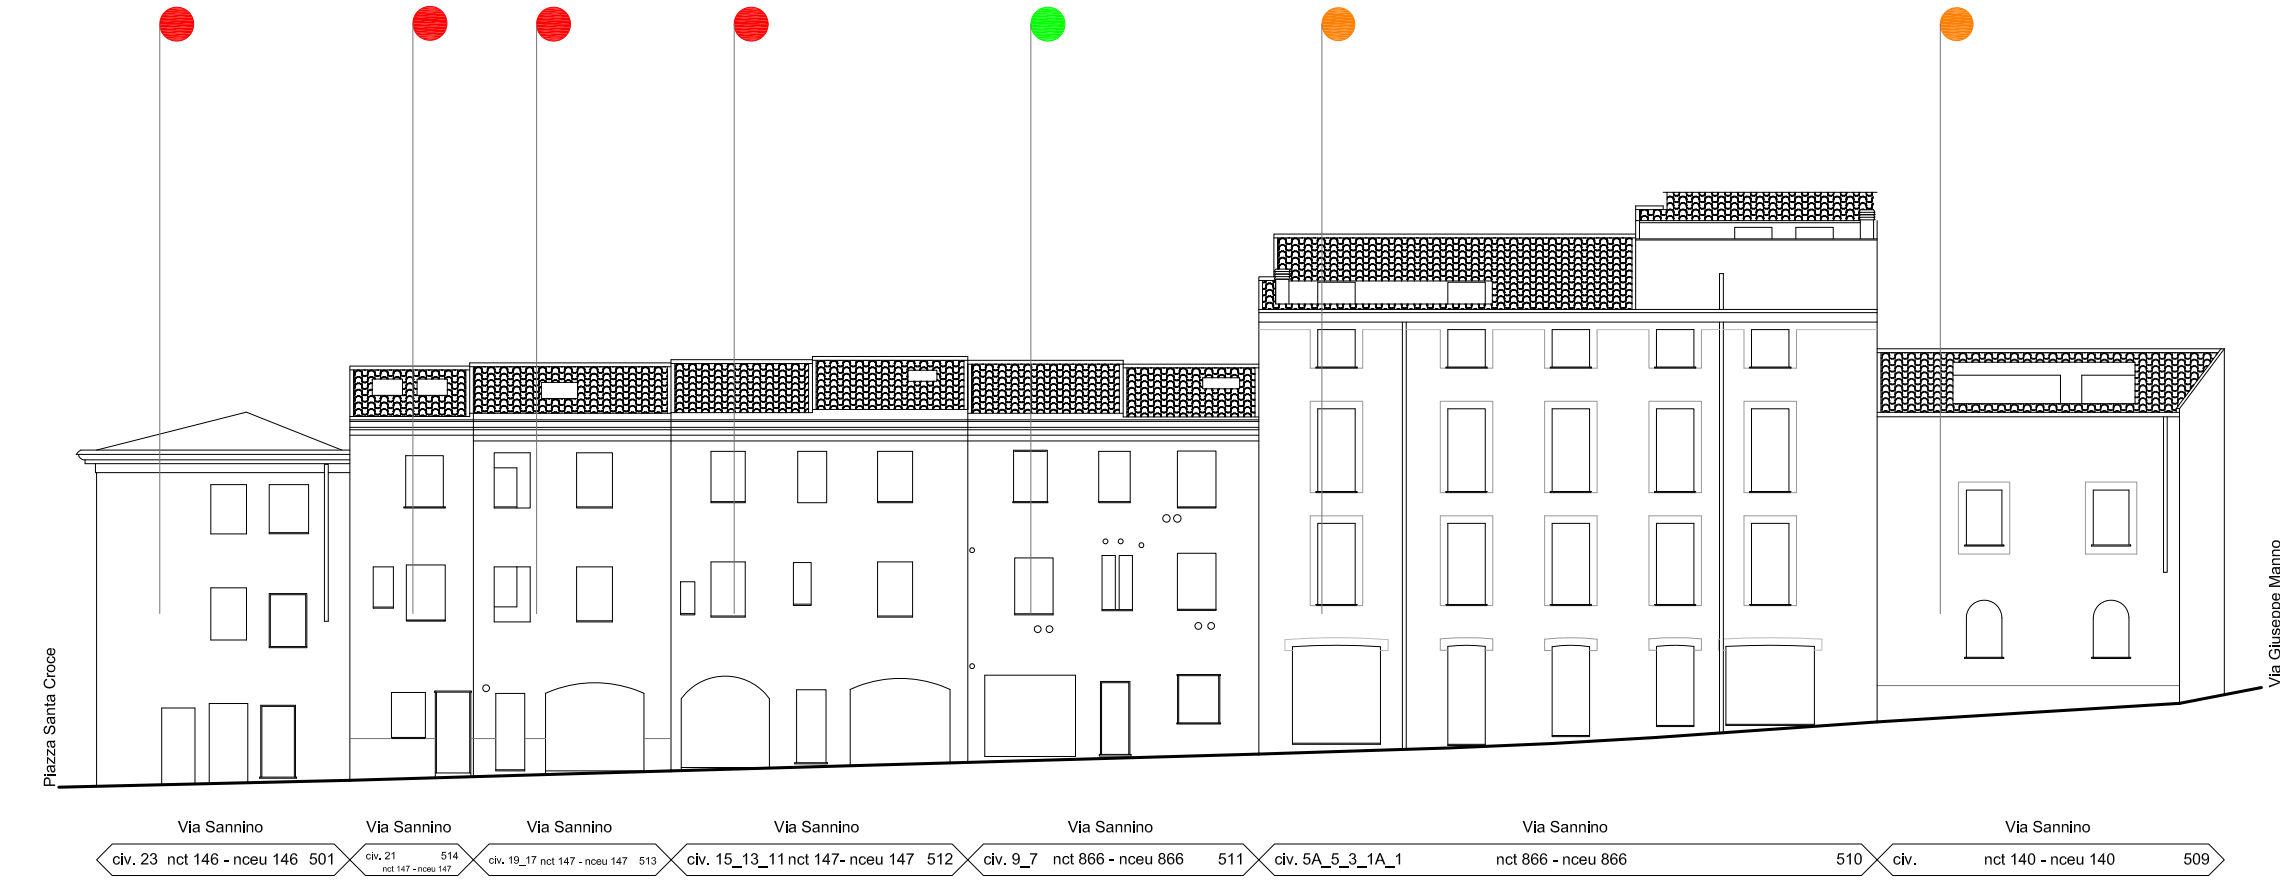 Piazza Santa Croce
Via Giuseppe Manno
Via Sannino
civ. 23 nct 146 - nceu 146 501
Via Sannino
civ. 21 514
nct 147 - nceu 147
Via Sannino
civ. 19_17 nct 147 - nceu 147 513
Via Sannino
civ. 15_13_11 nct 147- nceu 147 512
Via Sannino
civ. 9_7 nct 866 - nceu 866 511
Via Sannino
civ. 5A_5_3_1A_1 nct 866 - nceu 866 510
Via Sannino
civ. nct 140 - nceu 140 509